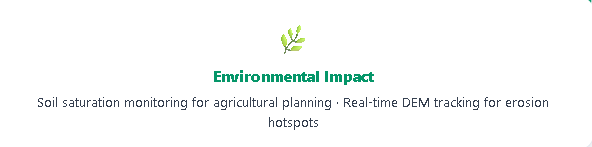 Environmental Impact
Soil saturation monitoring for agricultural planning · Real-time DEM tracking for erosion
hotspots